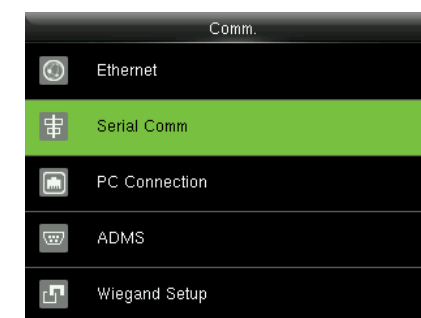 Comm.
Ethernet
Serial Comm
PC Connection
ADMS
Wiegand Setup